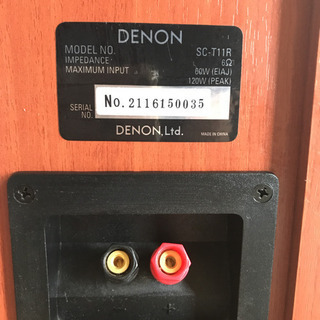 DENON
MODEL NO. SC-T11R
IMPEDANCE: 6Ω
MAXIMUM INPUT 60W (EIAJ)
120W (PEAK)
SERIAL NO. No. 2116150035
DENON, Ltd. MADE IN CHINA